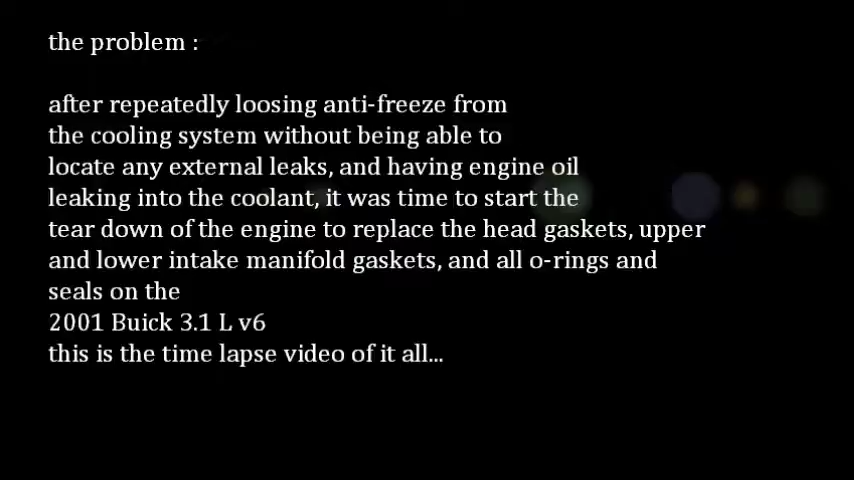 the problem :
after repeatedly loosing anti-freeze from
the cooling system without being able to
locate any external leaks, and having engine oil
leaking into the coolant, it was time to start the
tear down of the engine to replace the head gaskets, upper
and lower intake manifold gaskets, and all o-rings and
seals on the
2001 Buick 3.1 L v6
this is the time lapse video of it all...